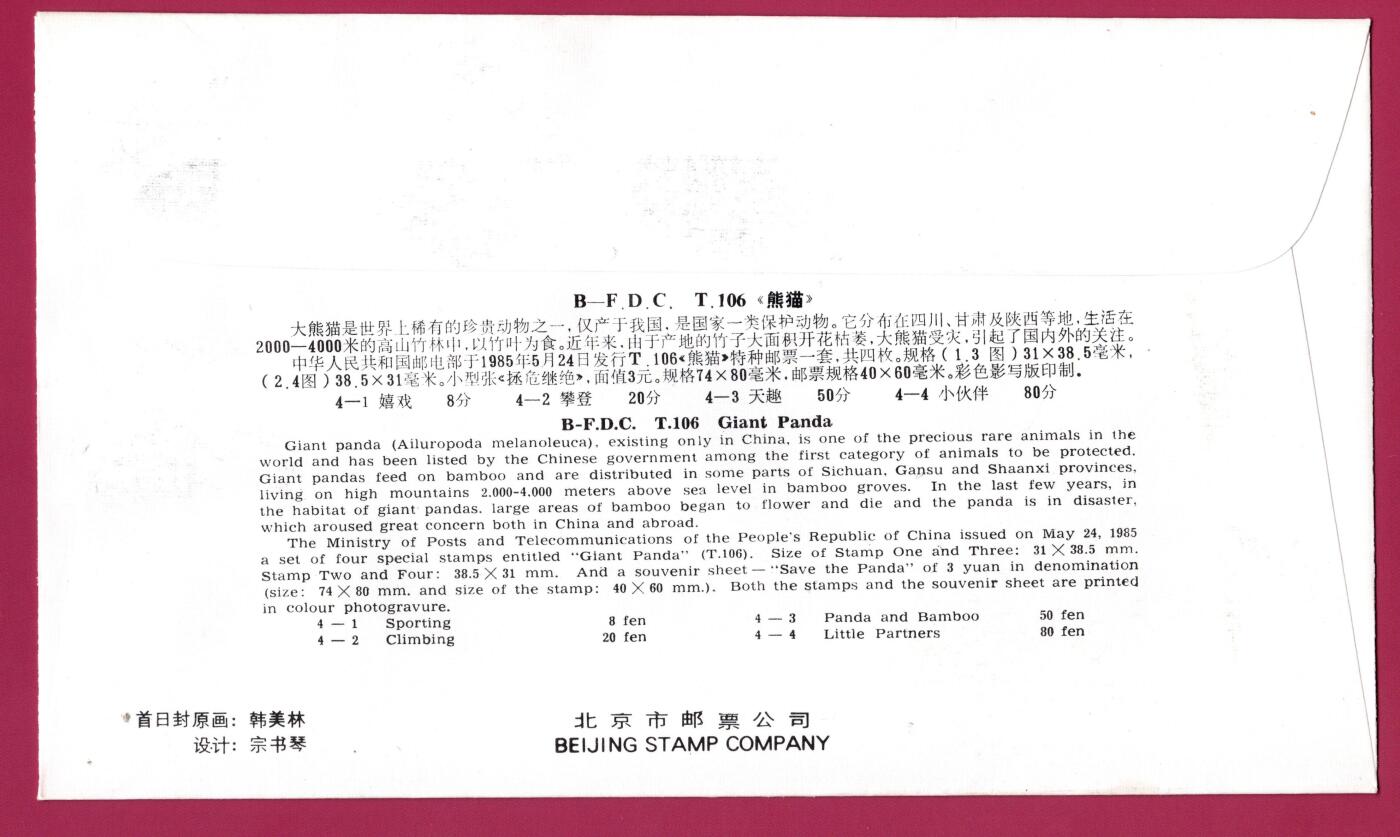 B—F.D.C. T.106《熊猫》
大熊猫是世界上稀有的珍贵动物之一,仅产于我国,是国家一类保护动物。它分布在四川、甘肃及陕西等地,生活在
2000—4000米的高山竹林中,以竹叶为食。近年来,由于产地的竹子大面积开花枯萎,大熊猫受灾,引起了国内外的关注。
中华人民共和国邮电部于1985年5月24日发行T.106《熊猫》特种邮票一套,共四枚。规格(1.3 图)31×38.5毫米,
(2.4图)38.5×31毫米。小型张《拯危继绝》,面值3元。规格74×80毫米,邮票规格40×60毫米。彩色影写版印制。
4—1 嬉戏 8分 4—2 攀登 20分 4—3 天趣 50分 4—4 小伙伴 80分
B-F.D.C. T.106 Giant Panda
Giant panda (Ailuropoda melanoleuca), existing only in China, is one of the precious rare animals in the
world and has been listed by the Chinese government among the first category of animals to be protected.
Giant pandas feed on bamboo and are distributed in some parts of Sichuan, Gansu and Shaanxi provinces,
living on high mountains 2,000-4,000 meters above sea level in bamboo groves. In the last few years, in
the habitat of giant pandas, large areas of bamboo began to flower and die and the panda is in disaster,
which aroused great concern both in China and abroad.
The Ministry of Posts and Telecommunications of the People's Republic of China issued on May 24, 1985
a set of four special stamps entitled "Giant Panda" (T.106). Size of Stamp One and Three: 31×38.5 mm.
Stamp Two and Four: 38.5×31 mm. And a souvenir sheet — "Save the Panda" of 3 yuan in denomination
(size: 74×80 mm. and size of the stamp: 40×60 mm.). Both the stamps and the souvenir sheet are printed
in colour photogravure.
4 — 1 Sporting 8 fen 4 — 3 Panda and Bamboo 50 fen
4 — 2 Climbing 20 fen 4 — 4 Little Partners 80 fen
首日封原画: 韩美林 北京市邮票公司
设计: 宗书琴 BEIJING STAMP COMPANY